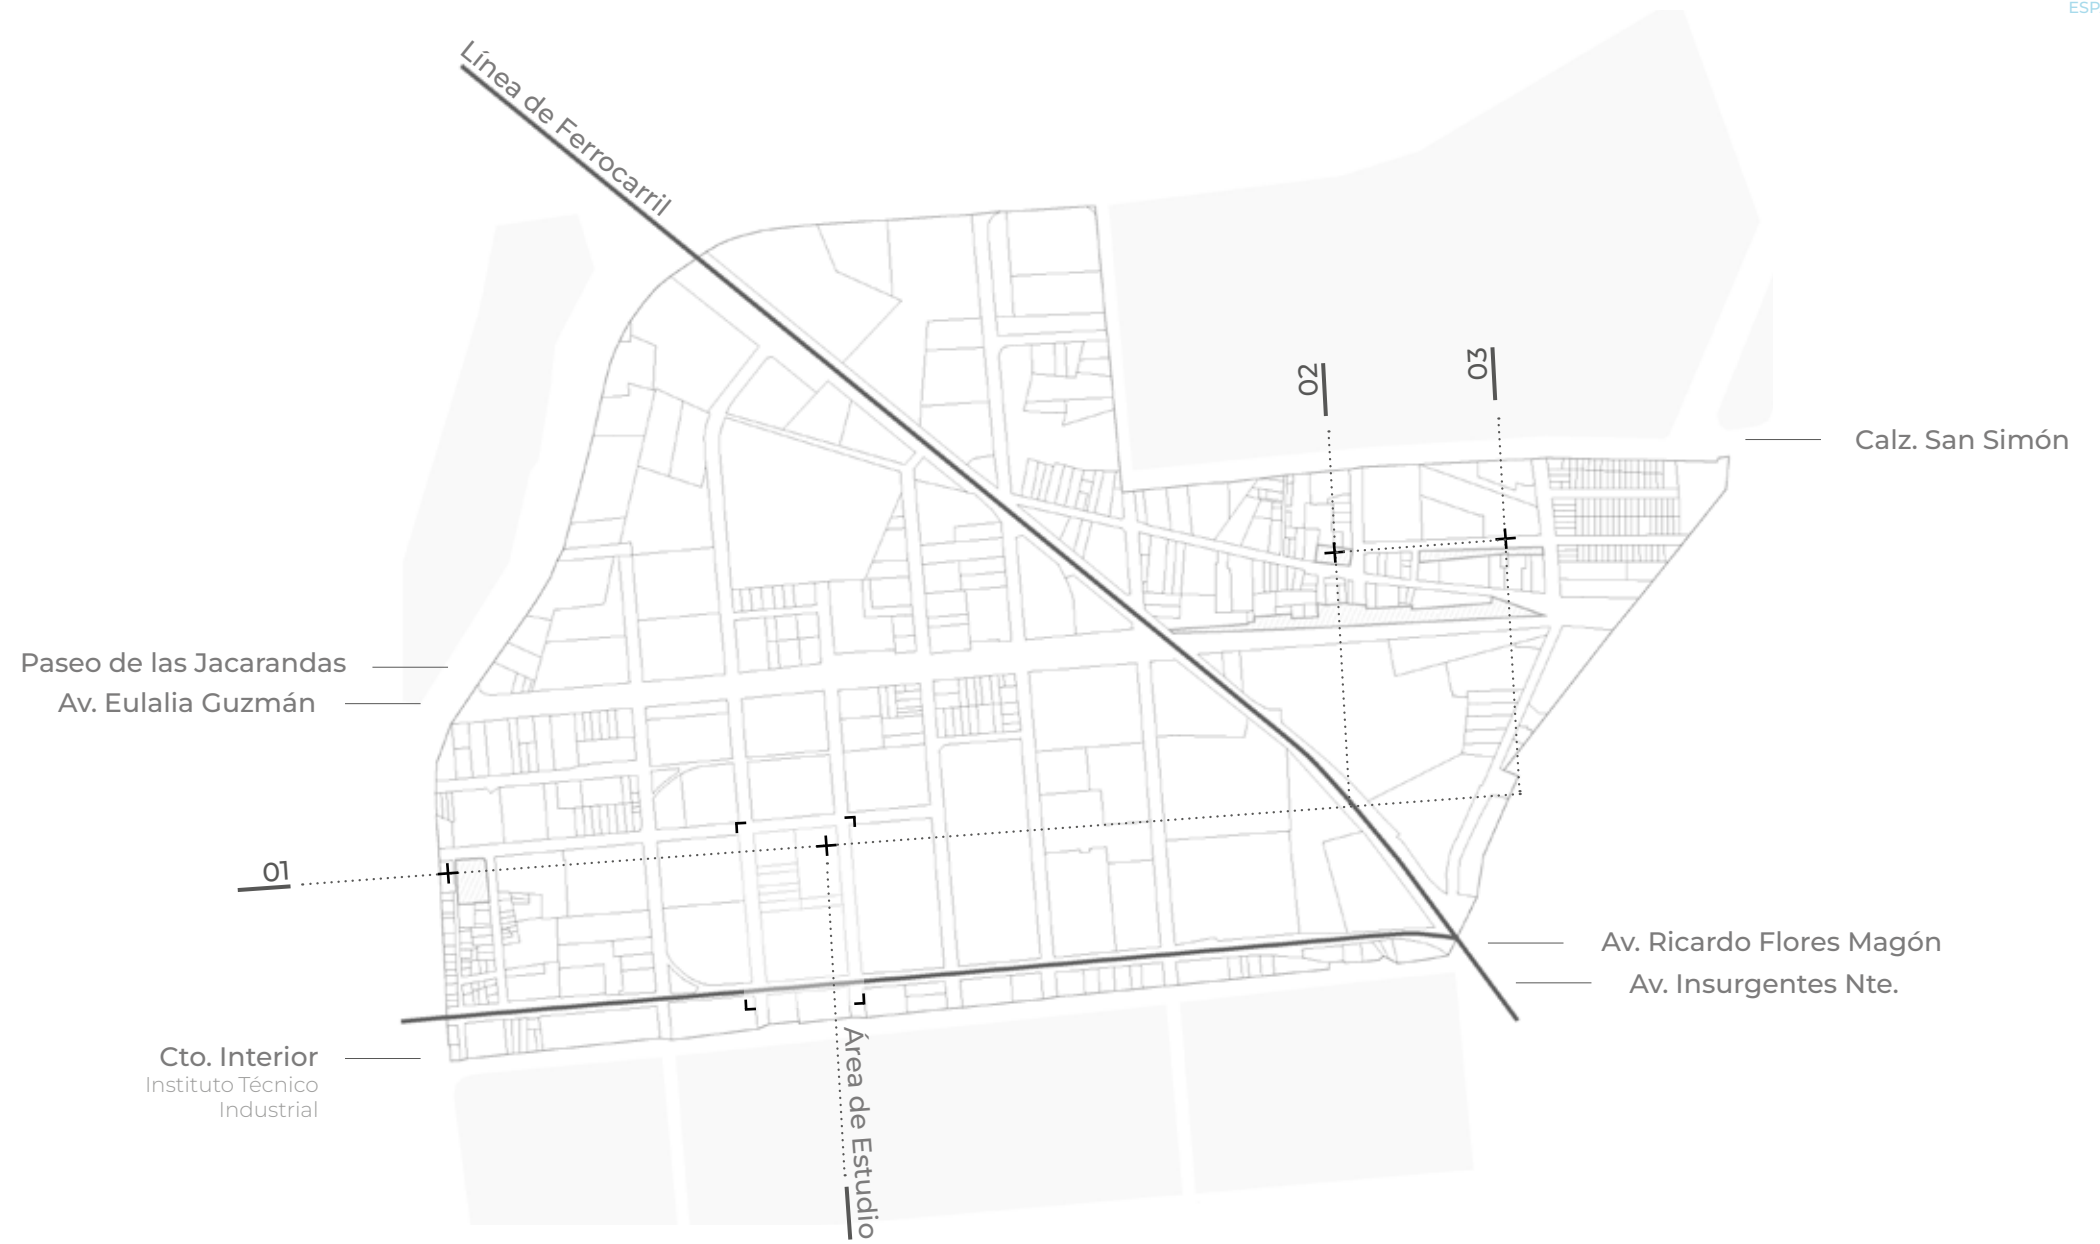 ESP
Línea de Ferrocarril
02
03
Calz. San Simón
Paseo de las Jacarandas
Av. Eulalia Guzmán
01
Av. Ricardo Flores Magón
Av. Insurgentes Nte.
Área de Estudio
Cto. Interior
Instituto Técnico
Industrial